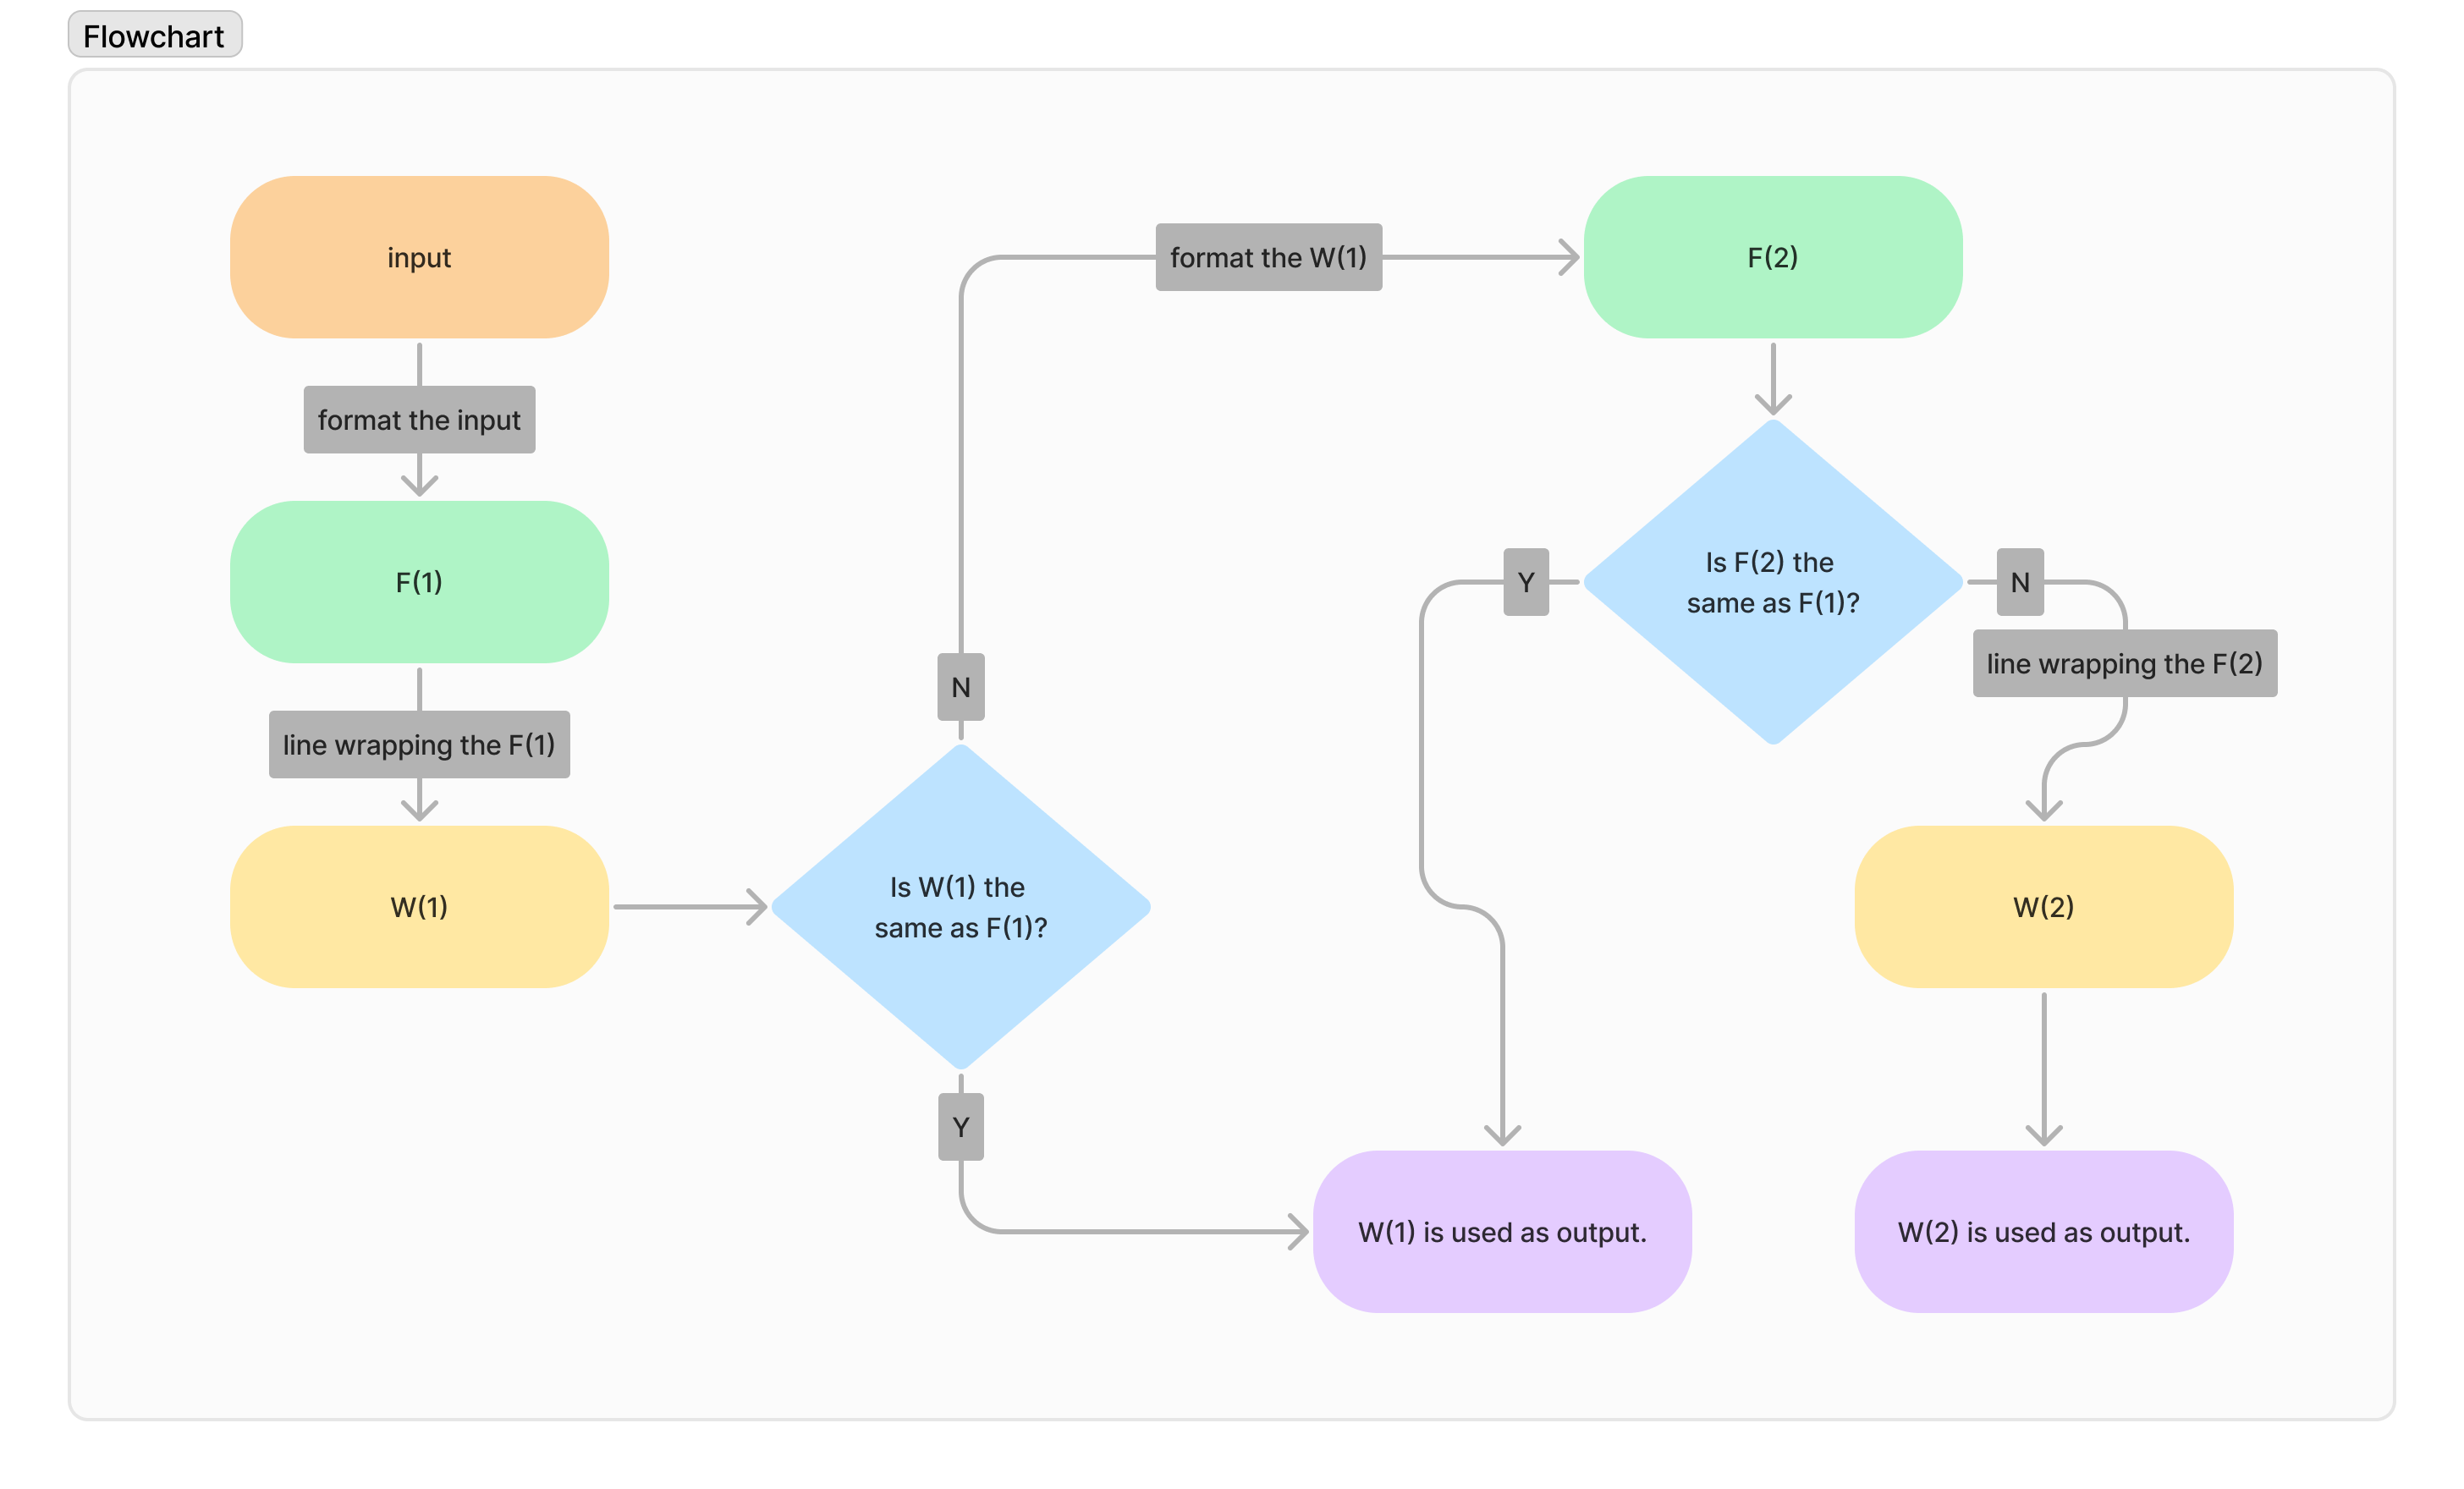 Flowchart
input
format the input
F(1)
line wrapping the F(1)
W(1)
Is W(1) the
same as F(1)?
N
format the W(1)
F(2)
Is F(2) the
same as F(1)?
Y
N
line wrapping the F(2)
W(2)
Y
W(1) is used as output.
W(2) is used as output.